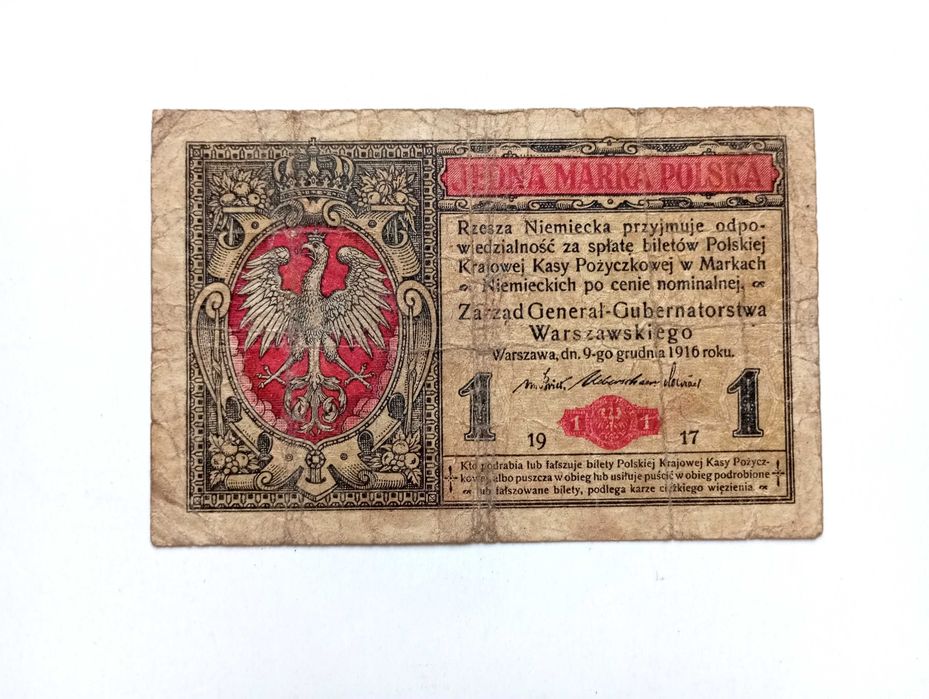 JEDNA MARKA POLSKA
Rzesza Niemiecka przyjmuje odpo-
wiedzialność za spłatę biletów Polskiej
Krajowej Kasy Pożyczkowej w Markach
Niemieckich po cenie nominalnej.
Zarząd General-Gubernatorstwa
Warszawskiego
Warszawa, dn. 9-go grudnia 1916 roku.
1 1
1 1
19 17
Kto podrabia lub fałszuje bilety Polskiej Krajowej Kasy Pożycz-
kowej albo puszcza w obieg lub usiłuje puścić w obieg podrobione
lub fałszowane bilety, podlega karze ciężkiego więzienia.